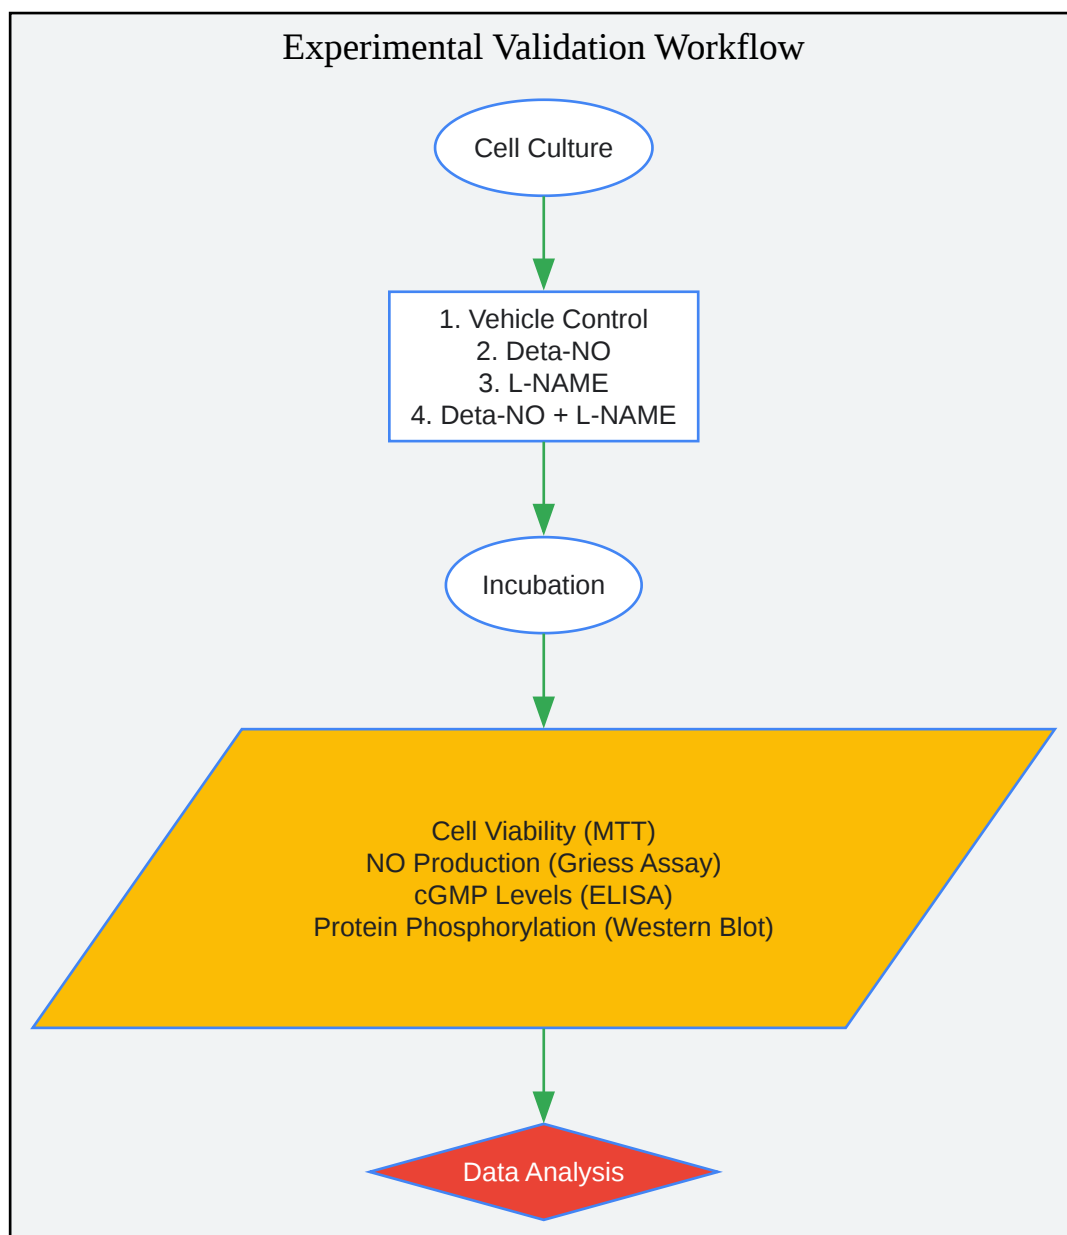 Experimental Validation Workflow
Cell Culture
1. Vehicle Control
2. Deta-NO
3. L-NAME
4. Deta-NO + L-NAME
Incubation
Cell Viability (MTT)
NO Production (Griess Assay)
cGMP Levels (ELISA)
Protein Phosphorylation (Western Blot)
Data Analysis